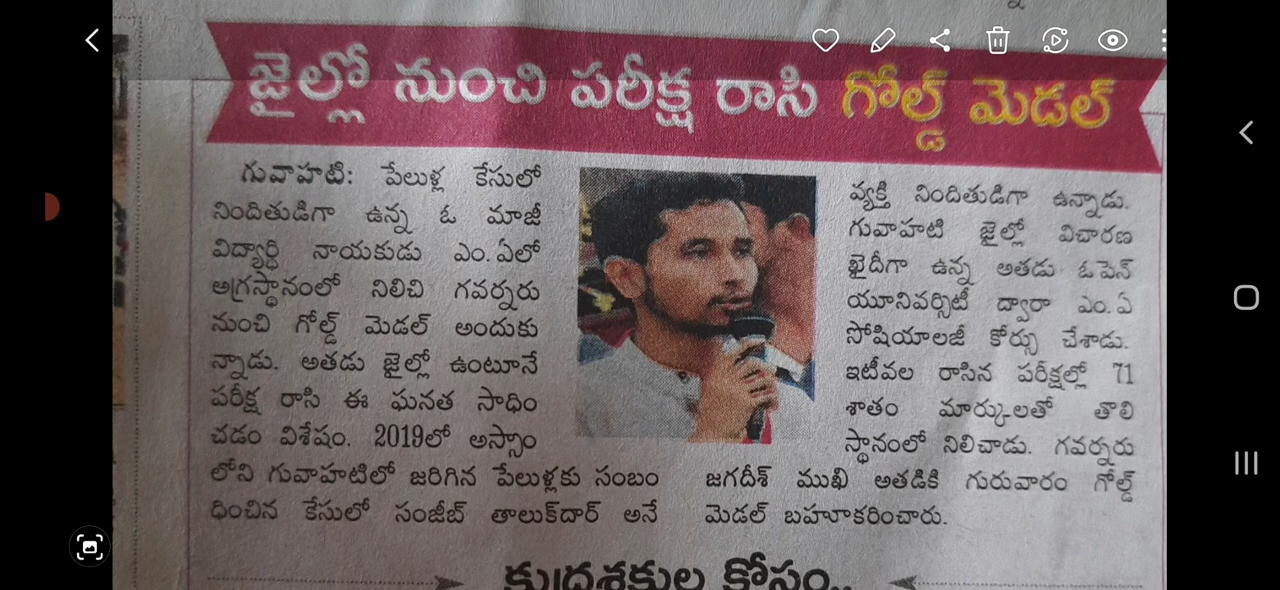 జైల్లో నుంచి పరీక్ష రాసి గోల్డ్ మెడల్
గువాహటి: పేలుళ్ల కేసులో
నిందితుడిగా ఉన్న ఓ మాజీ
విద్యార్థి నాయకుడు ఎం.ఏలో
అగ్రస్థానంలో నిలిచి గవర్నరు
నుంచి గోల్డ్ మెడల్ అందుకు
న్నాడు. అతడు జైల్లో ఉంటూనే
పరీక్ష రాసి ఈ ఘనత సాధిం
చడం విశేషం. 2019లో అస్సాం
లోని గువాహటిలో జరిగిన పేలుళ్లకు సంబం
ధించిన కేసులో సంజీబ్ తాలుక్‌దార్ అనే
వ్యక్తి నిందితుడిగా ఉన్నాడు.
గువాహటి జైల్లో విచారణ
ఖైదీగా ఉన్న అతడు ఓపెన్
యూనివర్సిటీ ద్వారా ఎం.ఏ
సోషియాలజీ కోర్సు చేశాడు.
ఇటీవల రాసిన పరీక్షల్లో 71
శాతం మార్కులతో తొలి
స్థానంలో నిలిచాడు. గవర్నరు
జగదీశ్ ముఖి అతడికి గురువారం గోల్డ్
మెడల్ బహూకరించారు.
కోసం..